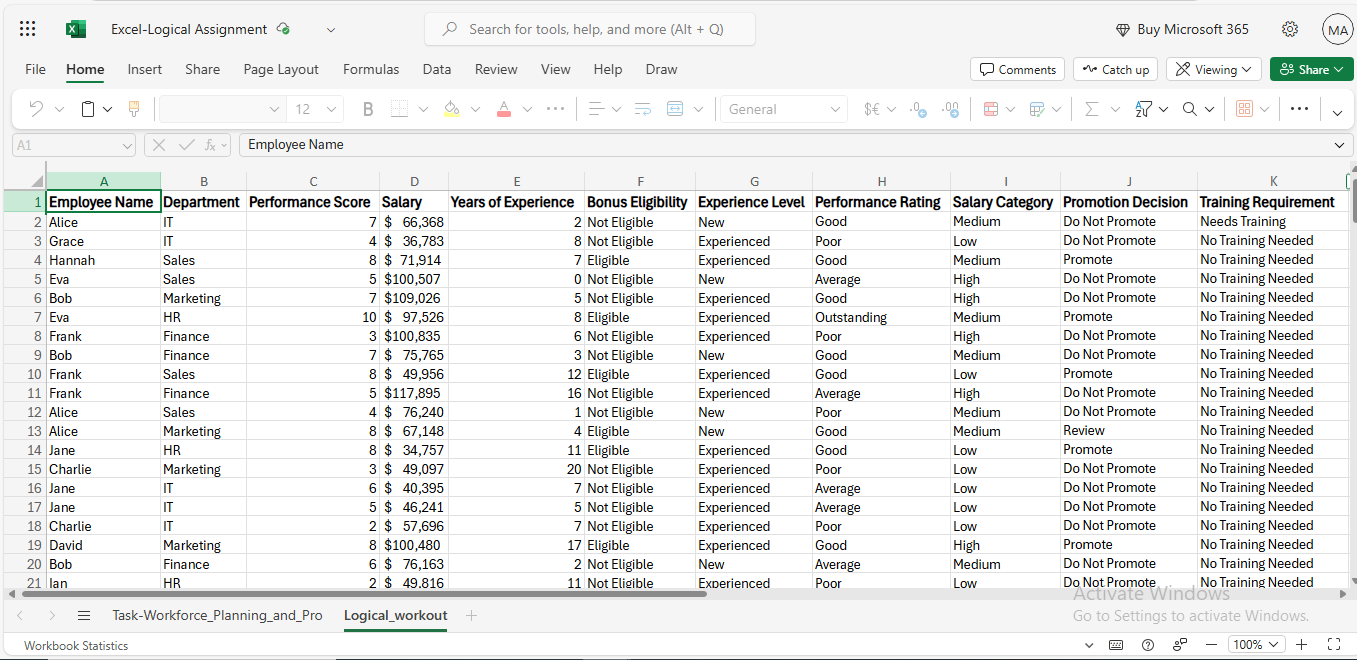 Excel-Logical Assignment
Search for tools, help, and more (Alt + Q)
Buy Microsoft 365
MA
File Home Insert Share Page Layout Formulas Data Review View Help Draw
Comments Catch up Viewing Share
12 B A General $€ .00
A1 fx Employee Name
A B C D E F G H I J K
1 Employee Name Department Performance Score Salary Years of Experience Bonus Eligibility Experience Level Performance Rating Salary Category Promotion Decision Training Requirement
2 Alice IT 7 $ 66,368 2 Not Eligible New Good Medium Do Not Promote Needs Training
3 Grace IT 4 $ 36,783 8 Not Eligible Experienced Poor Low Do Not Promote No Training Needed
4 Hannah Sales 8 $ 71,914 7 Eligible Experienced Good Medium Promote No Training Needed
5 Eva Sales 5 $100,507 0 Not Eligible New Average High Do Not Promote No Training Needed
6 Bob Marketing 7 $109,026 5 Not Eligible Experienced Good High Do Not Promote No Training Needed
7 Eva HR 10 $ 97,526 8 Eligible Experienced Outstanding Medium Promote No Training Needed
8 Frank Finance 3 $100,835 6 Not Eligible Experienced Poor High Do Not Promote No Training Needed
9 Bob Finance 7 $ 75,765 3 Not Eligible New Good Medium Do Not Promote No Training Needed
10 Frank Sales 8 $ 49,956 12 Eligible Experienced Good Low Promote No Training Needed
11 Frank Finance 5 $117,895 16 Not Eligible Experienced Average High Do Not Promote No Training Needed
12 Alice Sales 4 $ 76,240 1 Not Eligible New Poor Medium Do Not Promote No Training Needed
13 Alice Marketing 8 $ 67,148 4 Eligible New Good Medium Review No Training Needed
14 Jane HR 8 $ 34,757 11 Eligible Experienced Good Low Promote No Training Needed
15 Charlie Marketing 3 $ 49,097 20 Not Eligible Experienced Poor Low Do Not Promote No Training Needed
16 Jane IT 6 $ 40,395 7 Not Eligible Experienced Average Low Do Not Promote No Training Needed
17 Jane IT 5 $ 46,241 5 Not Eligible Experienced Average Low Do Not Promote No Training Needed
18 Charlie IT 2 $ 57,696 7 Not Eligible Experienced Poor Low Do Not Promote No Training Needed
19 David Marketing 8 $100,480 17 Eligible Experienced Good High Promote No Training Needed
20 Bob Finance 6 $ 76,163 2 Not Eligible New Average Medium Do Not Promote No Training Needed
21 Ian HR 2 $ 49,816 11 Not Eligible Experienced Poor Low Do Not Promote No Training Needed
Activate Windows
Go to Settings to activate Windows.
Task-Workforce_Planning_and_Pro Logical_workout
Workbook Statistics 100%